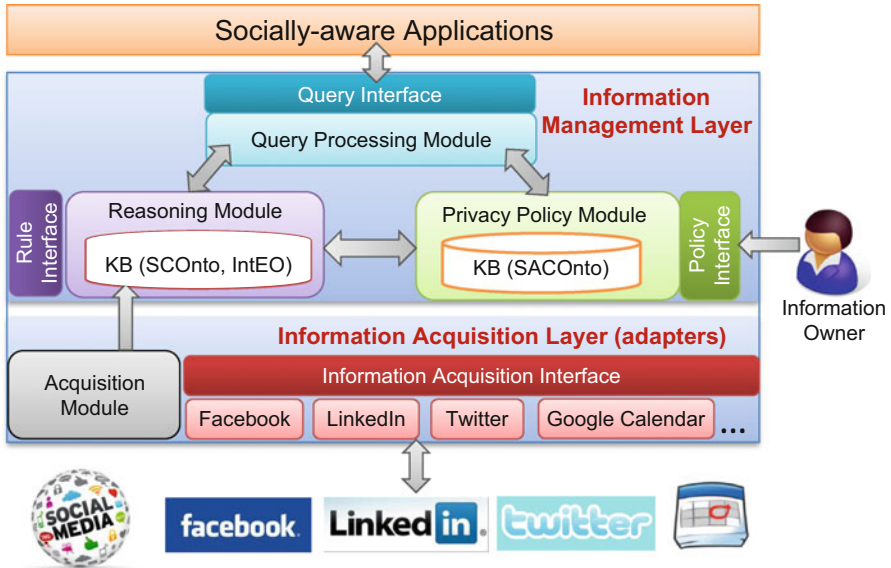 Socially-aware Applications
Query Interface
Information
Management Layer
Query Processing Module
Rule
Interface
Reasoning Module
KB (SCOnto, IntEO)
Privacy Policy Module
KB (SACOnto)
Policy
Interface
Information
Owner
Information Acquisition Layer (adapters)
Acquisition
Module
Information Acquisition Interface
Facebook
LinkedIn
Twitter
Google Calendar
...
SOCIAL
MEDIA
facebook.
Linked in.
twitter